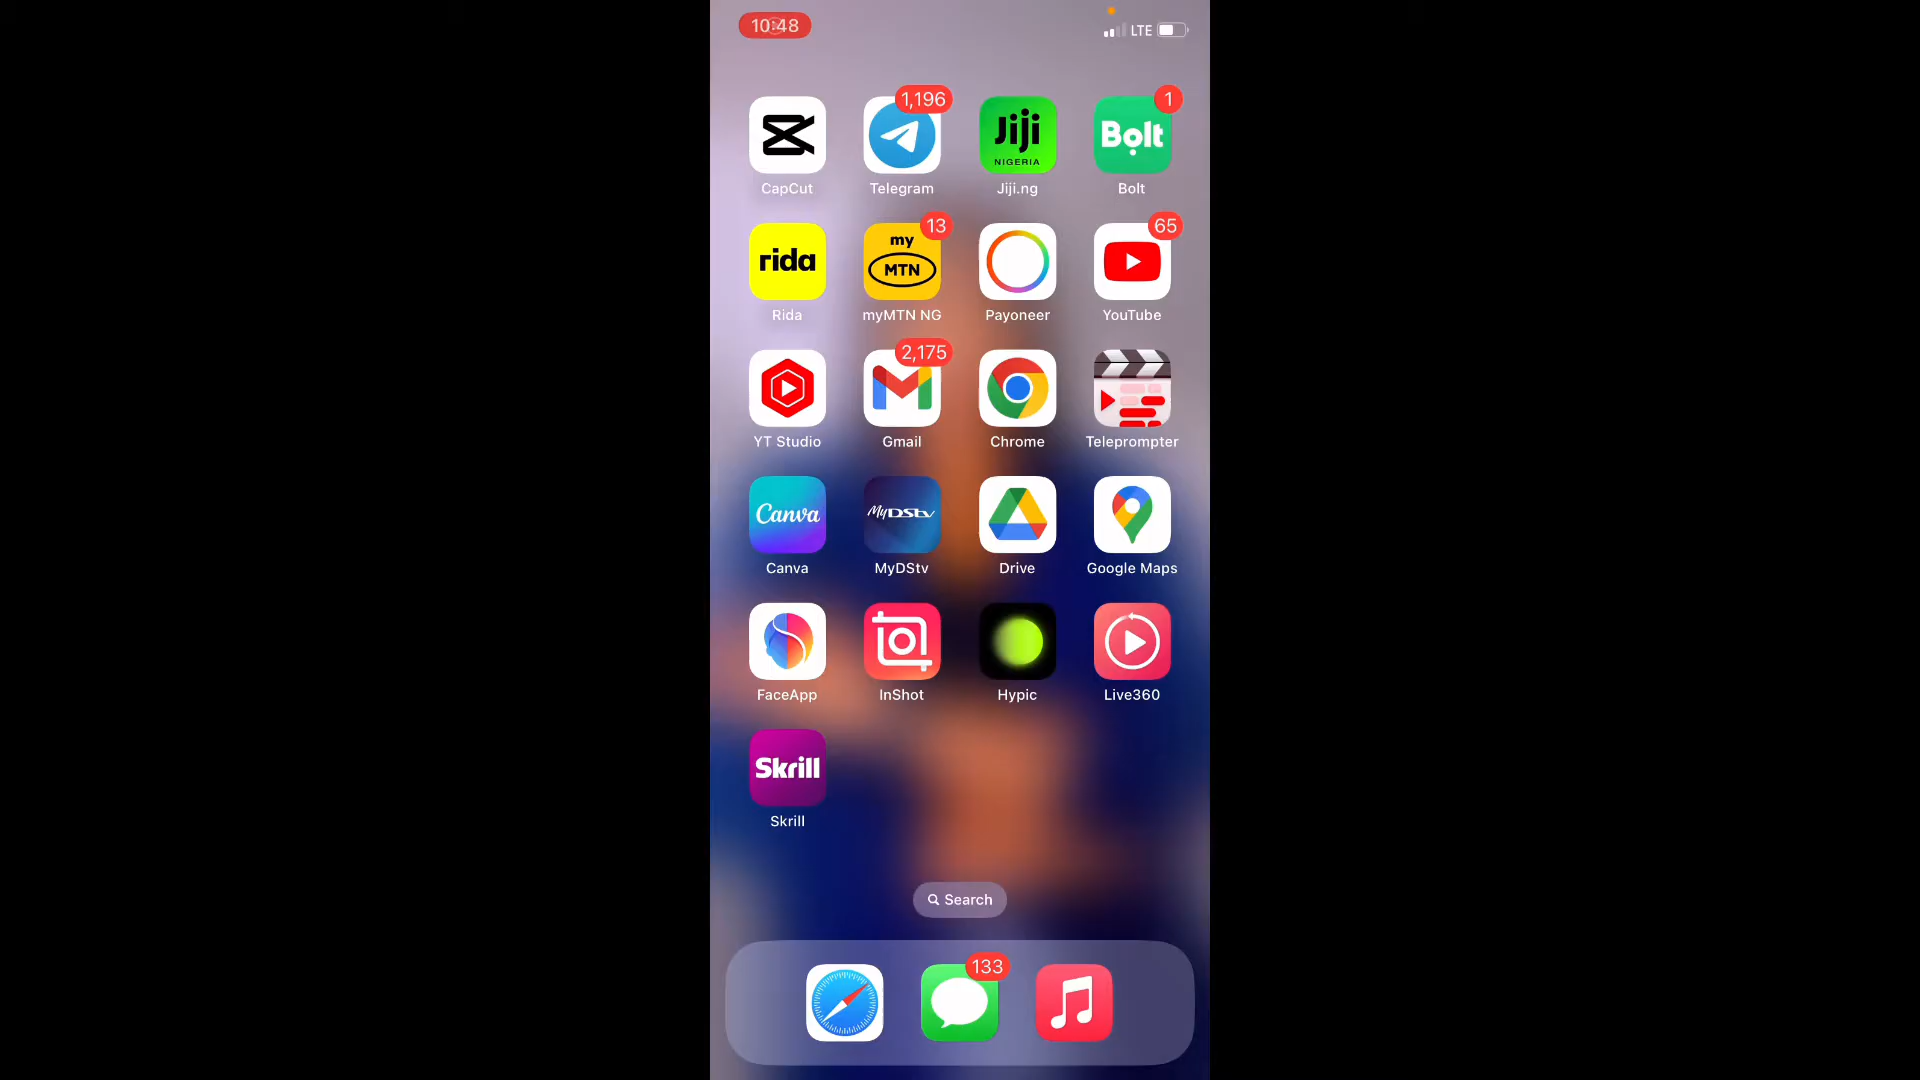 10:48
LTE
1,196
1
Jiji
NIGERIA
Bolt
CapCut
Telegram
Jiji.ng
Bolt
13
65
rida
my
MTN
Rida
myMTN NG
Payoneer
YouTube
2,175
YT Studio
Gmail
Chrome
Teleprompter
Canva
MyDStv
Canva
MyDStv
Drive
Google Maps
FaceApp
InShot
Hypic
Live360
Skrill
Skrill
Search
133